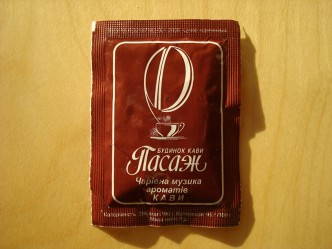 БУДИНОК КАВИ
Пасаж
Чарівна музика
ароматів
КАВИ